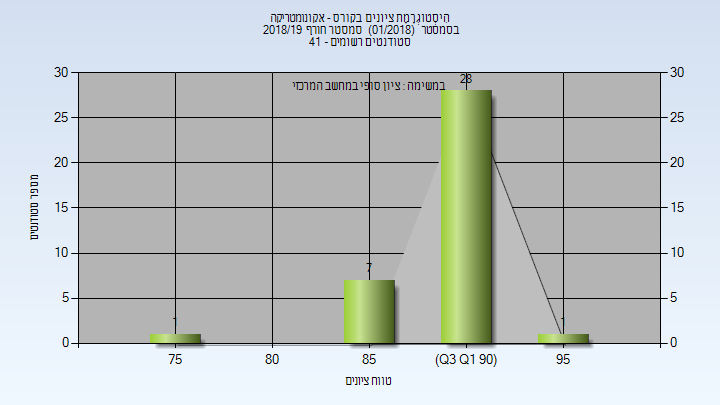 היסטוגרמת ציונים בקורס - אקונומטריקה
בסמסטר (01/2018) סמסטר חורף 2018/19
סטודנטים רשומים - 41
במשימה : ציון סופי במחשב המרכזי
30 30
25 25
20 20
15 15
10 10
5 5
0 0
28
7
1
1
מספר סטודנטים
75 80 85 (Q3 Q1 90) 95
טווח ציונים